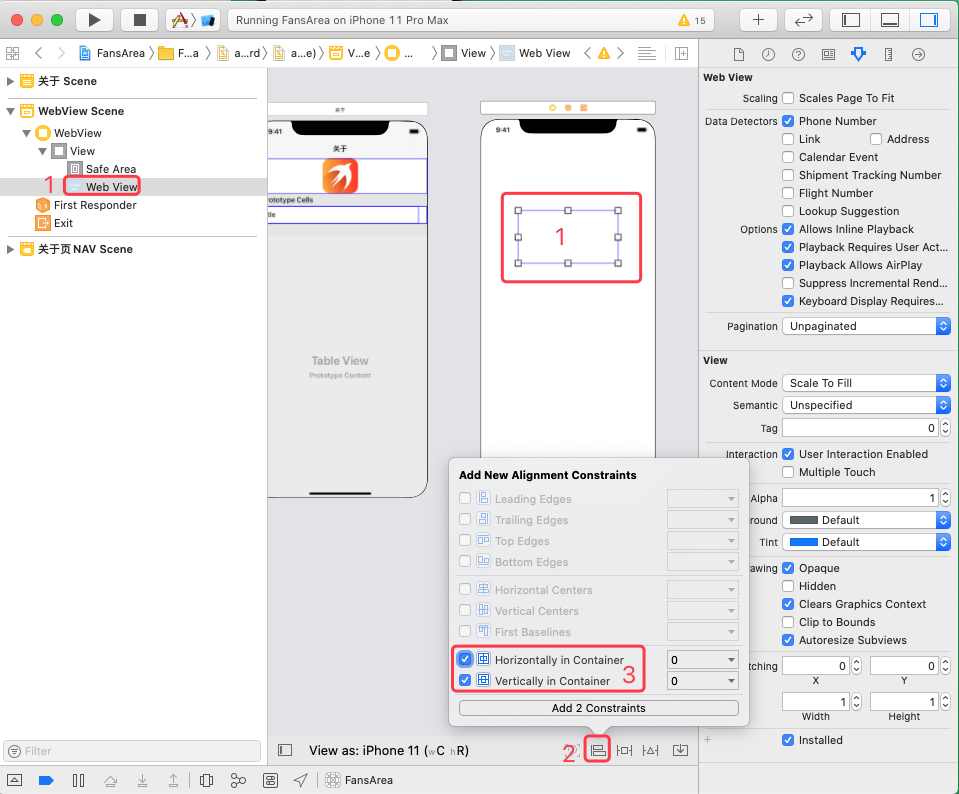 Running FansArea on iPhone 11 Pro Max
15
FansArea
F...a
a...rd)
a...e)
V...e
...
View
Web View
关于 Scene
WebView Scene
WebView
View
Safe Area
1
Web View
First Responder
Exit
关于页 NAV Scene
关于
9:41
关于
Prototype Cells
Table View
Prototype Content
9:41
1
Web View
Scaling
Scales Page To Fit
Data Detectors
Phone Number
Link
Address
Calendar Event
Shipment Tracking Number
Flight Number
Lookup Suggestion
Options
Allows Inline Playback
Playback Requires User Act...
Playback Allows AirPlay
Suppress Incremental Rend...
Keyboard Display Requires...
Pagination
Unpaginated
View
Content Mode
Scale To Fill
Semantic
Unspecified
Tag
0
Interaction
User Interaction Enabled
Multiple Touch
Alpha
1
round
Default
Tint
Default
rawing
Opaque
Hidden
Clears Graphics Context
Clip to Bounds
Autoresize Subviews
tching
0
0
X
Y
1
1
Width
Height
Installed
Add New Alignment Constraints
Leading Edges
Trailing Edges
Top Edges
Bottom Edges
Horizontal Centers
Vertical Centers
First Baselines
Horizontally in Container
0
Vertically in Container
3
0
Add 2 Constraints
Filter
View as: iPhone 11 (wC hR)
2
FansArea